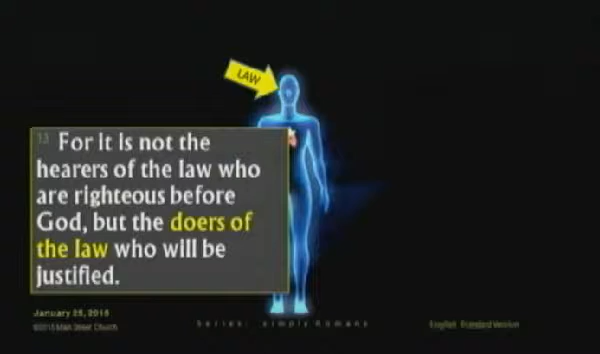 LAW
13 For it is not the
hearers of the law who
are righteous before
God, but the doers of
the law who will be
justified.
January 25, 2015
©2015 Main Street Church
Series: simply Romans
English Standard Version